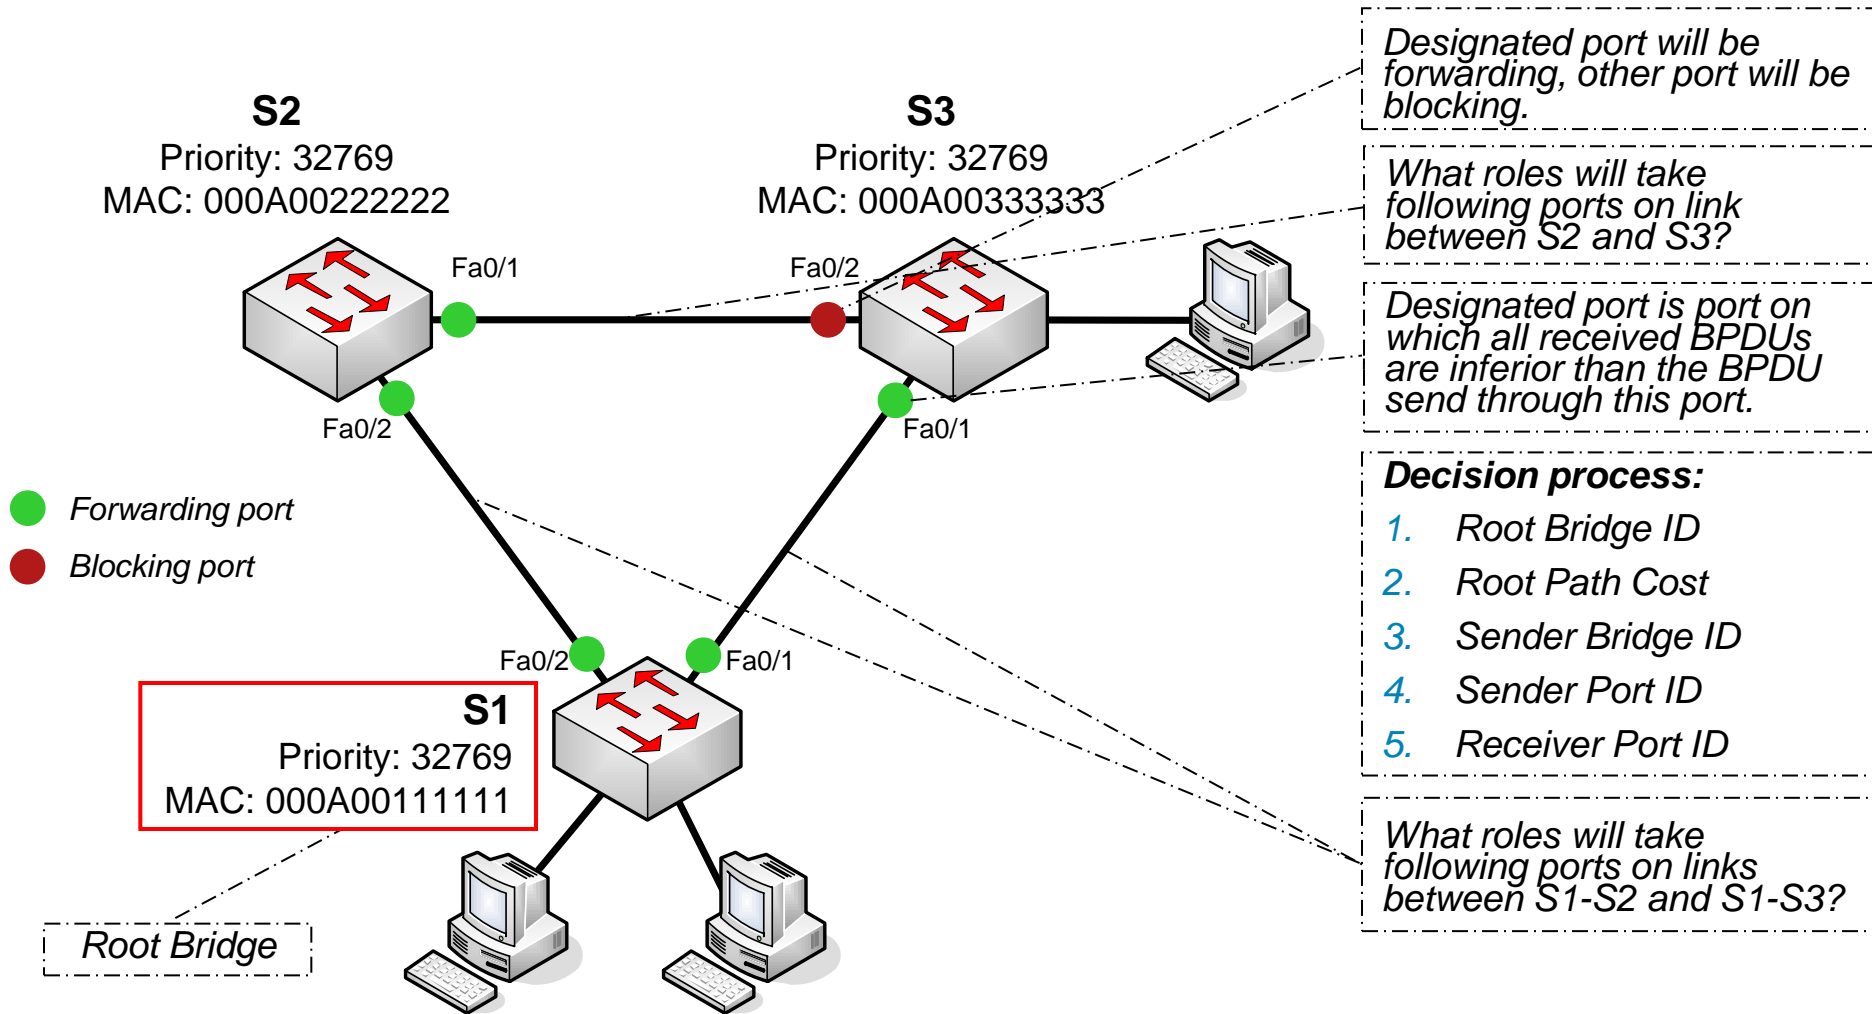 S2
Priority: 32769
MAC: 000A00222222
S3
Priority: 32769
MAC: 000A00333333
Fa0/1
Fa0/2
Fa0/2
Fa0/1
Forwarding port
Blocking port
Fa0/2
Fa0/1
S1
Priority: 32769
MAC: 000A00111111
Root Bridge
Designated port will be
forwarding, other port will be
blocking.
What roles will take
following ports on link
between S2 and S3?
Designated port is port on
which all received BPDUs
are inferior than the BPDU
send through this port.
Decision process:
1. Root Bridge ID
2. Root Path Cost
3. Sender Bridge ID
4. Sender Port ID
5. Receiver Port ID
What roles will take
following ports on links
between S1-S2 and S1-S3?